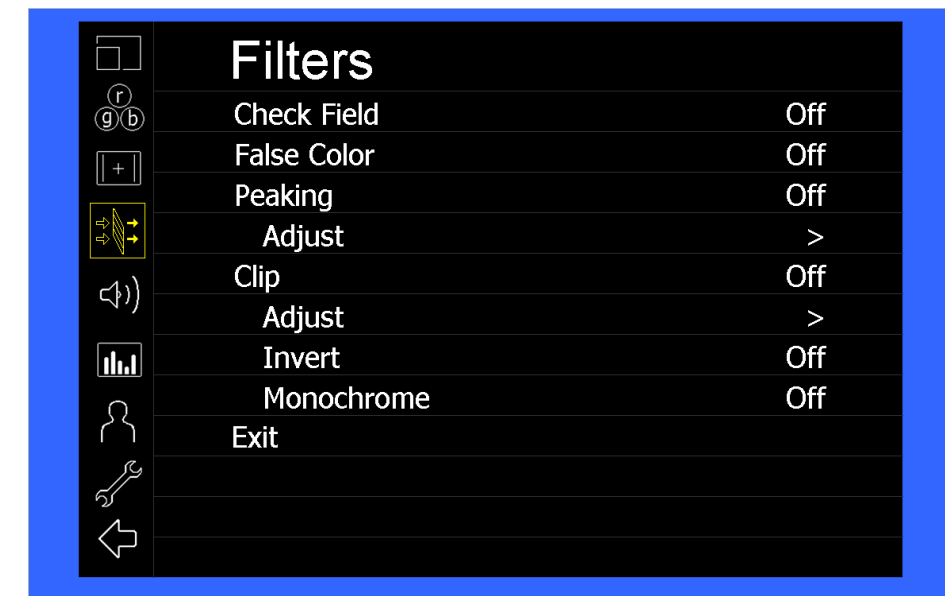 Filters
r
g b
Check Field Off
False Color Off
Peaking Off
Adjust >
Clip Off
Adjust >
Invert Off
Monochrome Off
Exit